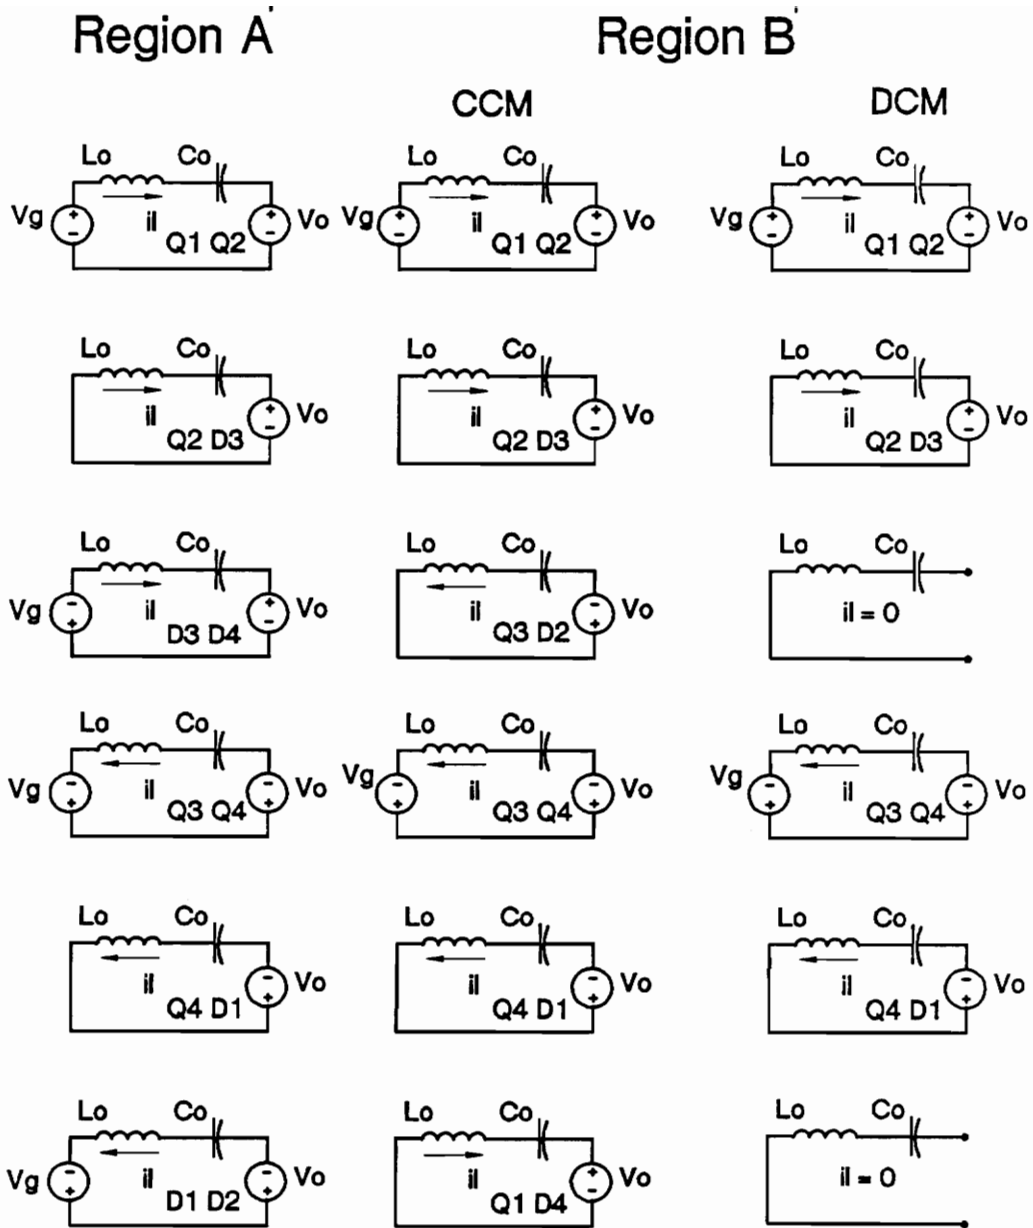 Region A Region B
CCM DCM
Lo Co Lo Co Lo Co
Vg il Q1 Q2 Vo Vg il Q1 Q2 Vo Vg il Q1 Q2 Vo
Lo Co Lo Co Lo Co
il Q2 D3 Vo il Q2 D3 Vo il Q2 D3 Vo
Lo Co Lo Co Lo Co
Vg il D3 D4 Vo il Q3 D2 Vo il = 0
Lo Co Lo Co Lo Co
Vg il Q3 Q4 Vo Vg il Q3 Q4 Vo Vg il Q3 Q4 Vo
Lo Co Lo Co Lo Co
il Q4 D1 Vo il Q4 D1 Vo il Q4 D1 Vo
Lo Co Lo Co Lo Co
Vg il D1 D2 Vo il Q1 D4 Vo il = 0